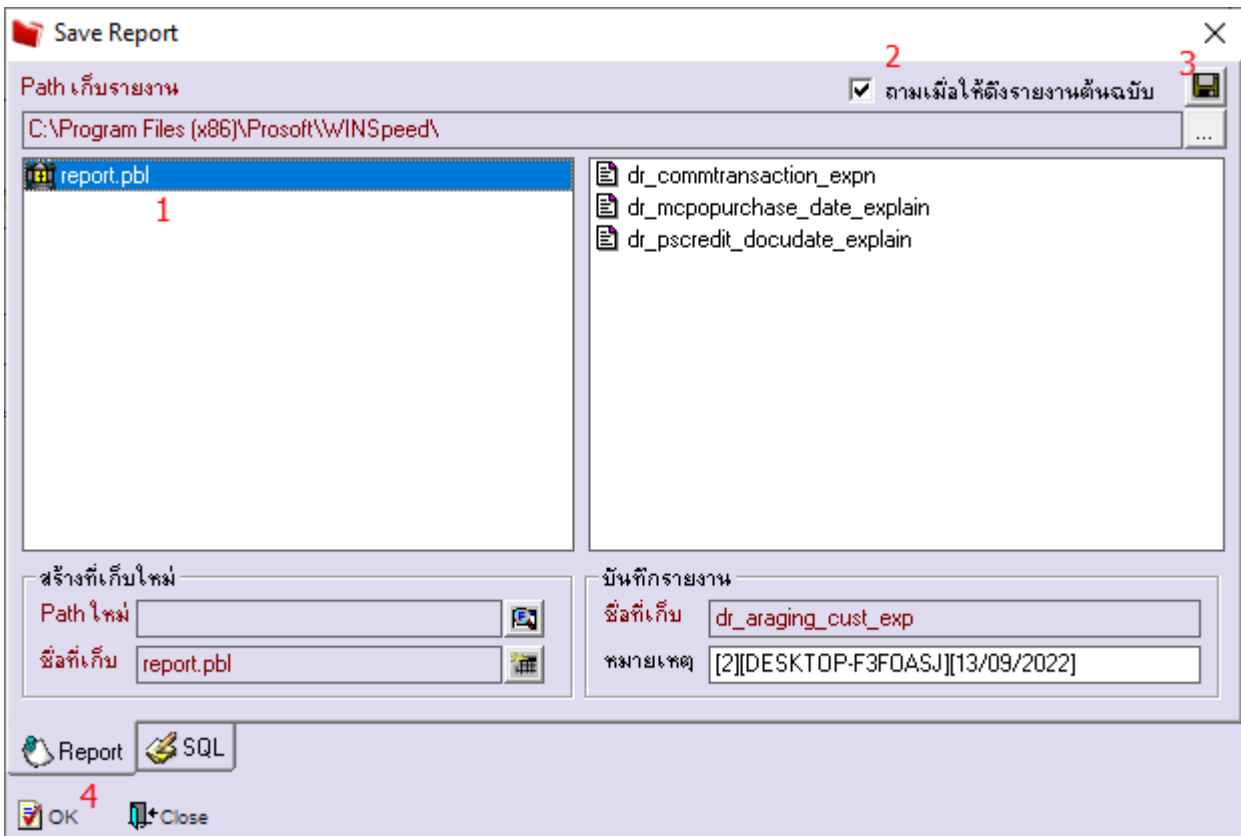 Save Report
2
3
Path เก็บรายงาน
ถามเมื่อให้ดึงรายงานต้นฉบับ
C:\Program Files (x86)\Prosoft\WINSpeed\
...
report.pbl
1
dr_commtransaction_expn
dr_mcpopurchase_date_explain
dr_pscredit_docudate_explain
สร้างที่เก็บใหม่
Path ใหม่
ชื่อที่เก็บ report.pbl
บันทึกรายงาน
ชื่อที่เก็บ dr_araging_cust_exp
หมายเหตุ [2][DESKTOP-F3FOASJ][13/09/2022]
Report SQL
4
OK Close